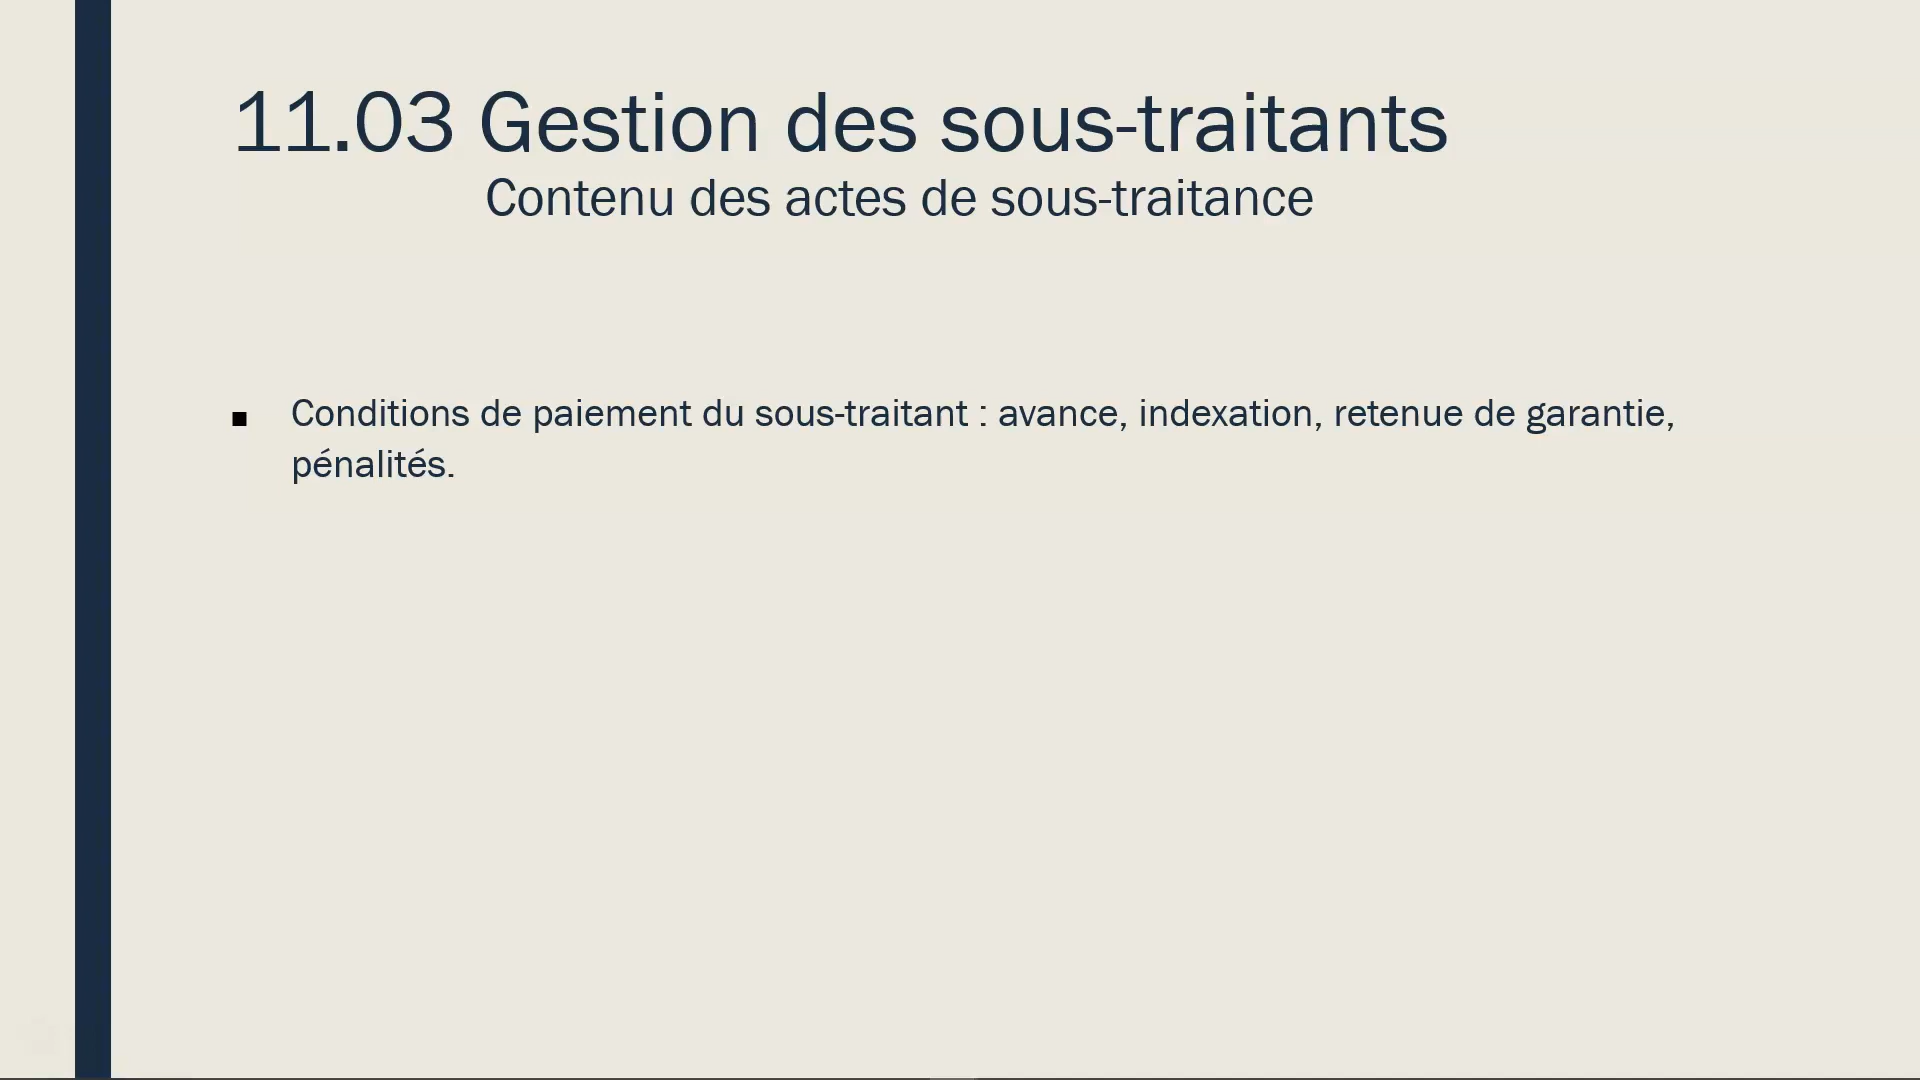 11.03 Gestion des sous-traitants
Contenu des actes de sous-traitance
■ Conditions de paiement du sous-traitant : avance, indexation, retenue de garantie,
pénalités.